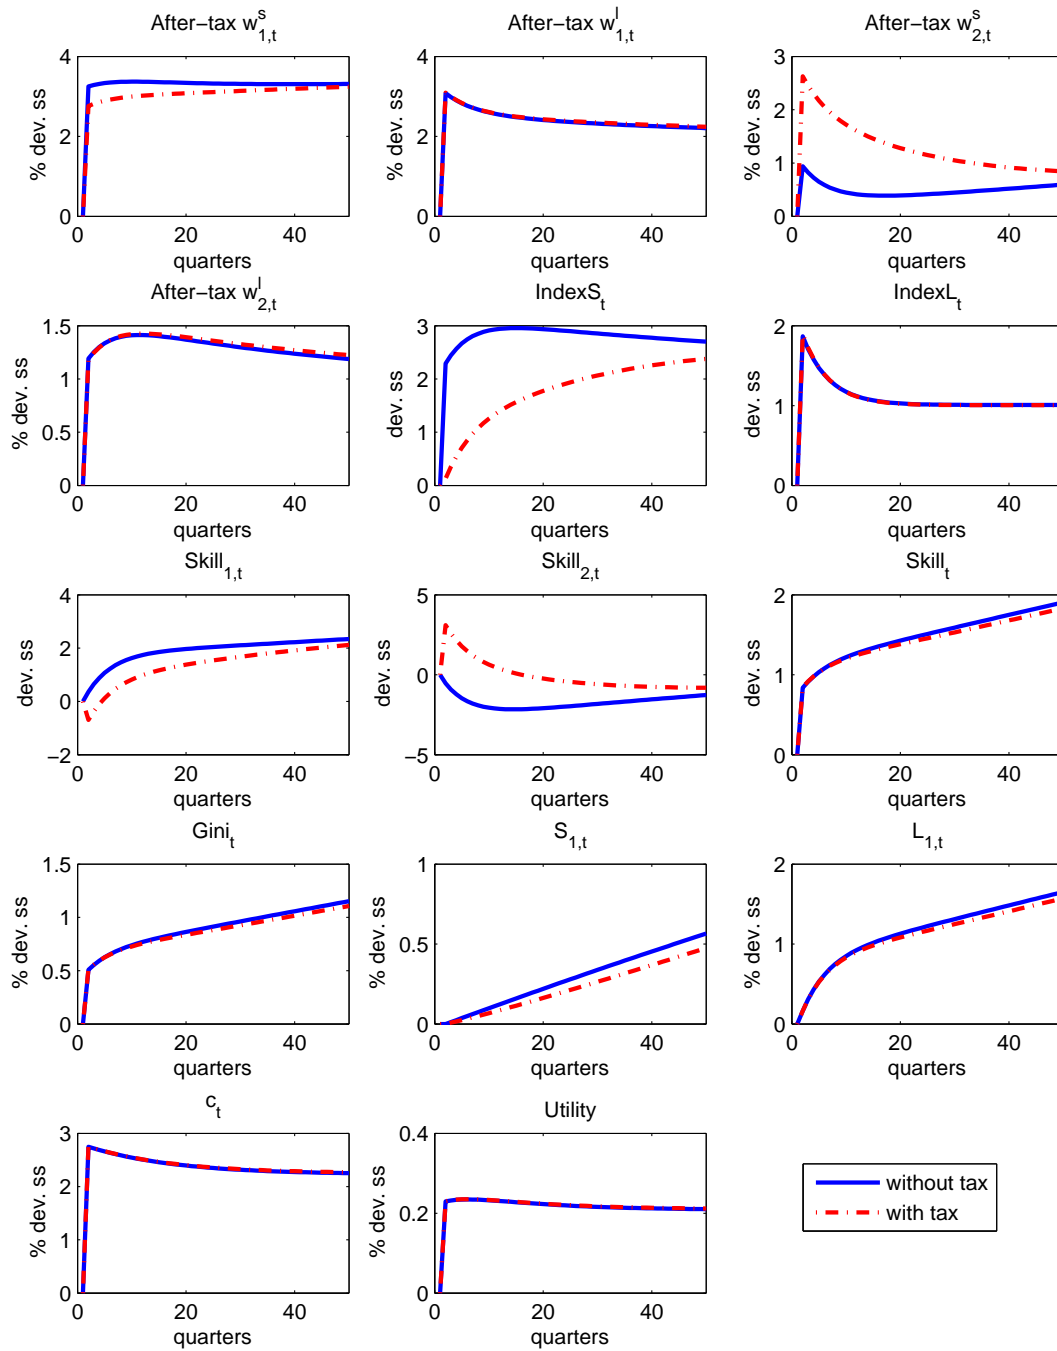 After−tax w^s_{1,t}
After−tax w^l_{1,t}
After−tax w^s_{2,t}
% dev. ss
4
2
0
0 20 40
quarters
% dev. ss
4
2
0
0 20 40
quarters
% dev. ss
3
2
1
0
0 20 40
quarters
After−tax w^l_{2,t}
IndexS_t
IndexL_t
% dev. ss
1.5
1
0.5
0
0 20 40
quarters
dev. ss
3
2
1
0
0 20 40
quarters
dev. ss
2
1
0
0 20 40
quarters
Skill_{1,t}
Skill_{2,t}
Skill_t
dev. ss
4
2
0
−2
0 20 40
quarters
dev. ss
5
0
−5
0 20 40
quarters
dev. ss
2
1
0
0 20 40
quarters
Gini_t
S_{1,t}
L_{1,t}
% dev. ss
1.5
1
0.5
0
0 20 40
quarters
% dev. ss
1
0.5
0
0 20 40
quarters
% dev. ss
2
1
0
0 20 40
quarters
c_t
Utility
% dev. ss
3
2
1
0
0 20 40
quarters
% dev. ss
0.4
0.2
0
0 20 40
quarters
without tax
with tax